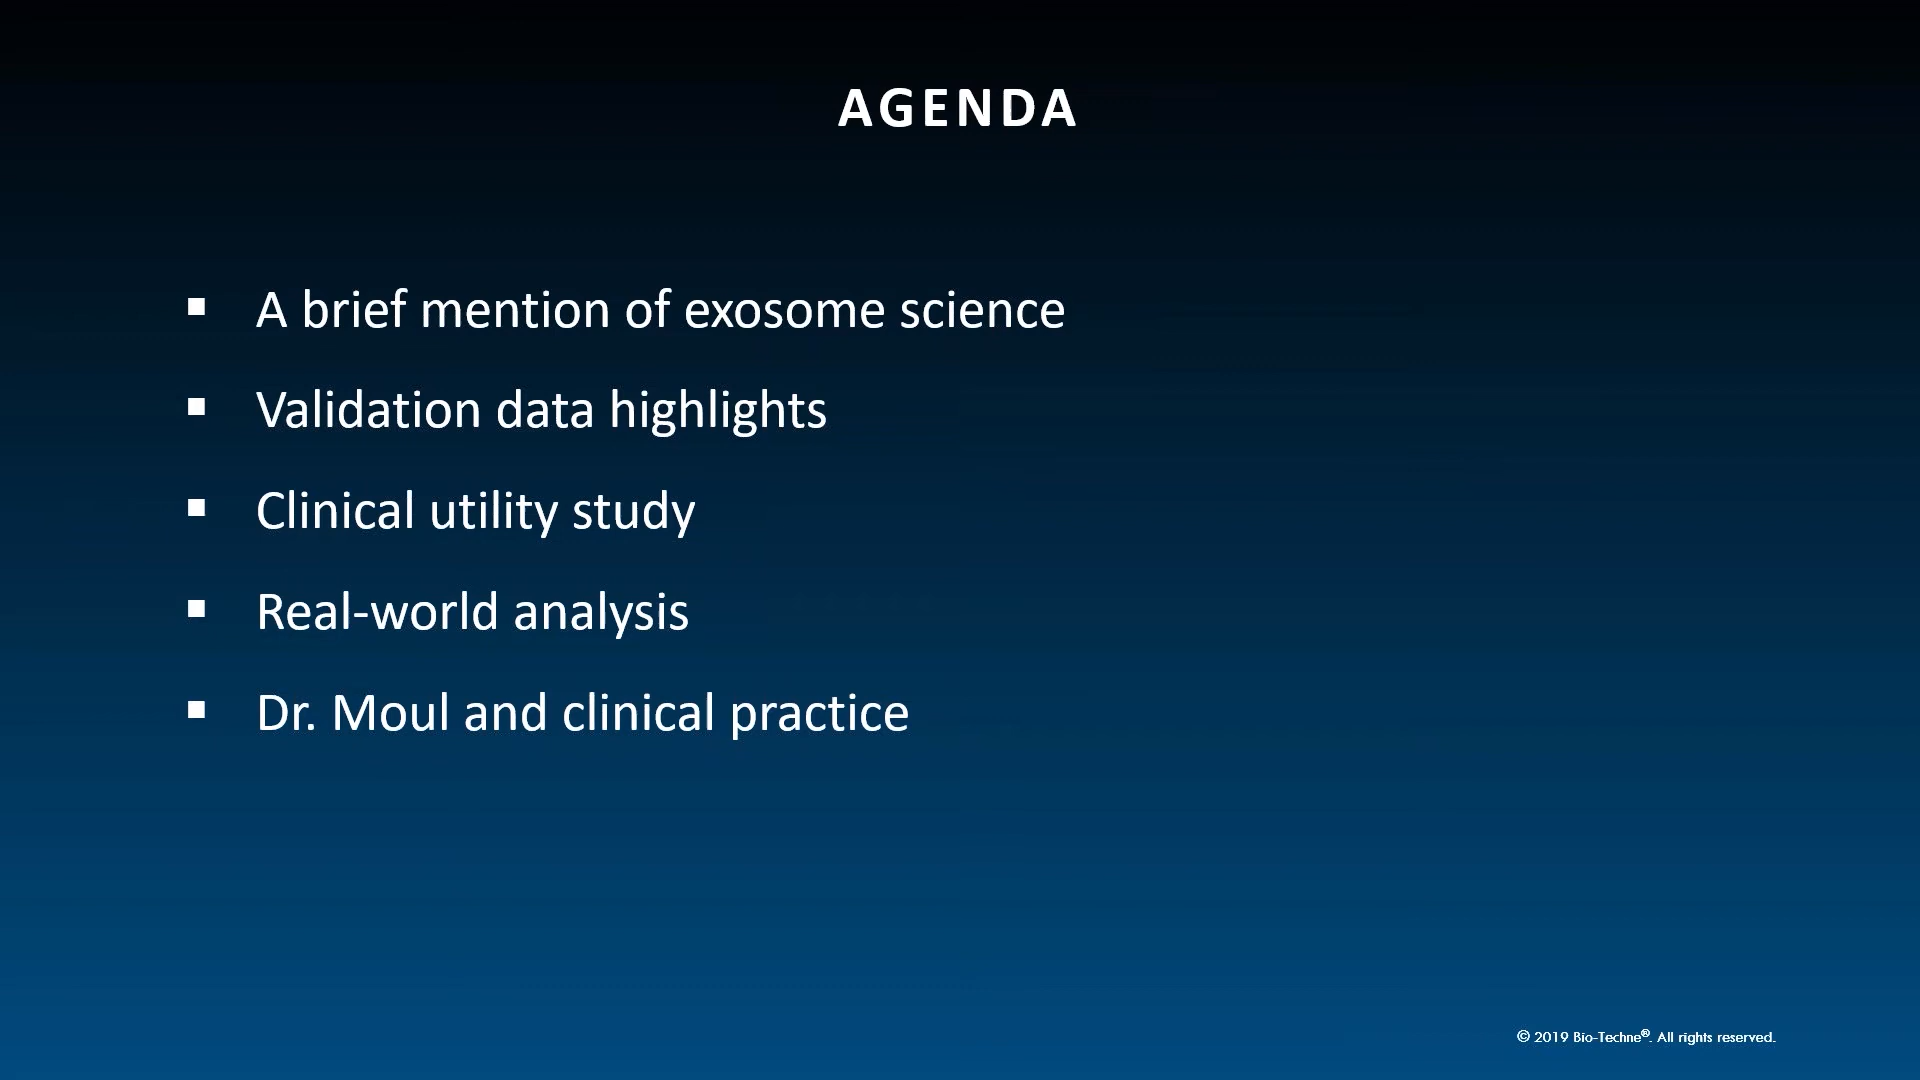 AGENDA
▪ A brief mention of exosome science
▪ Validation data highlights
▪ Clinical utility study
▪ Real-world analysis
▪ Dr. Moul and clinical practice
© 2019 Bio-Techne®. All rights reserved.